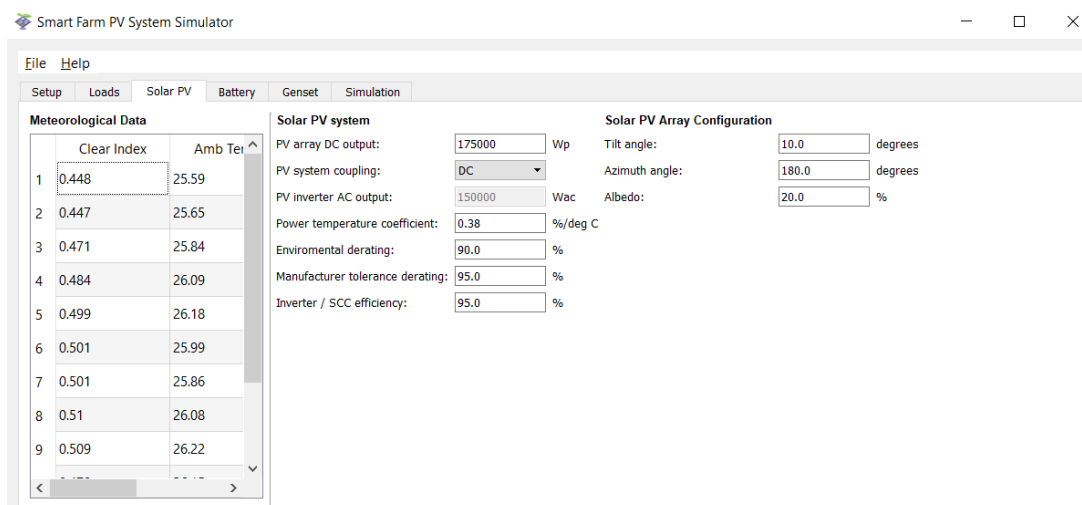 Smart Farm PV System Simulator
File Help
Setup Loads Solar PV Battery Genset Simulation
Meteorological Data
Clear Index Amb Ter
1 0.448 25.59
2 0.447 25.65
3 0.471 25.84
4 0.484 26.09
5 0.499 26.18
6 0.501 25.99
7 0.501 25.86
8 0.51 26.08
9 0.509 26.22
Solar PV system
PV array DC output: 175000 Wp
PV system coupling: DC
PV inverter AC output: 150000 Wac
Power temperature coefficient: 0.38 %/deg C
Enviromental derating: 90.0 %
Manufacturer tolerance derating: 95.0 %
Inverter / SCC efficiency: 95.0 %
Solar PV Array Configuration
Tilt angle: 10.0 degrees
Azimuth angle: 180.0 degrees
Albedo: 20.0 %